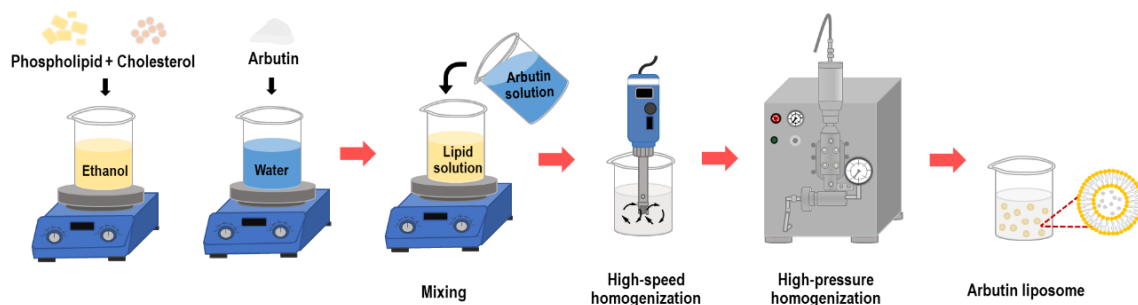 Phospholipid + Cholesterol
Arbutin
Ethanol
Water
Arbutin
solution
Lipid
solution
Mixing
High-speed
homogenization
High-pressure
homogenization
Arbutin liposome